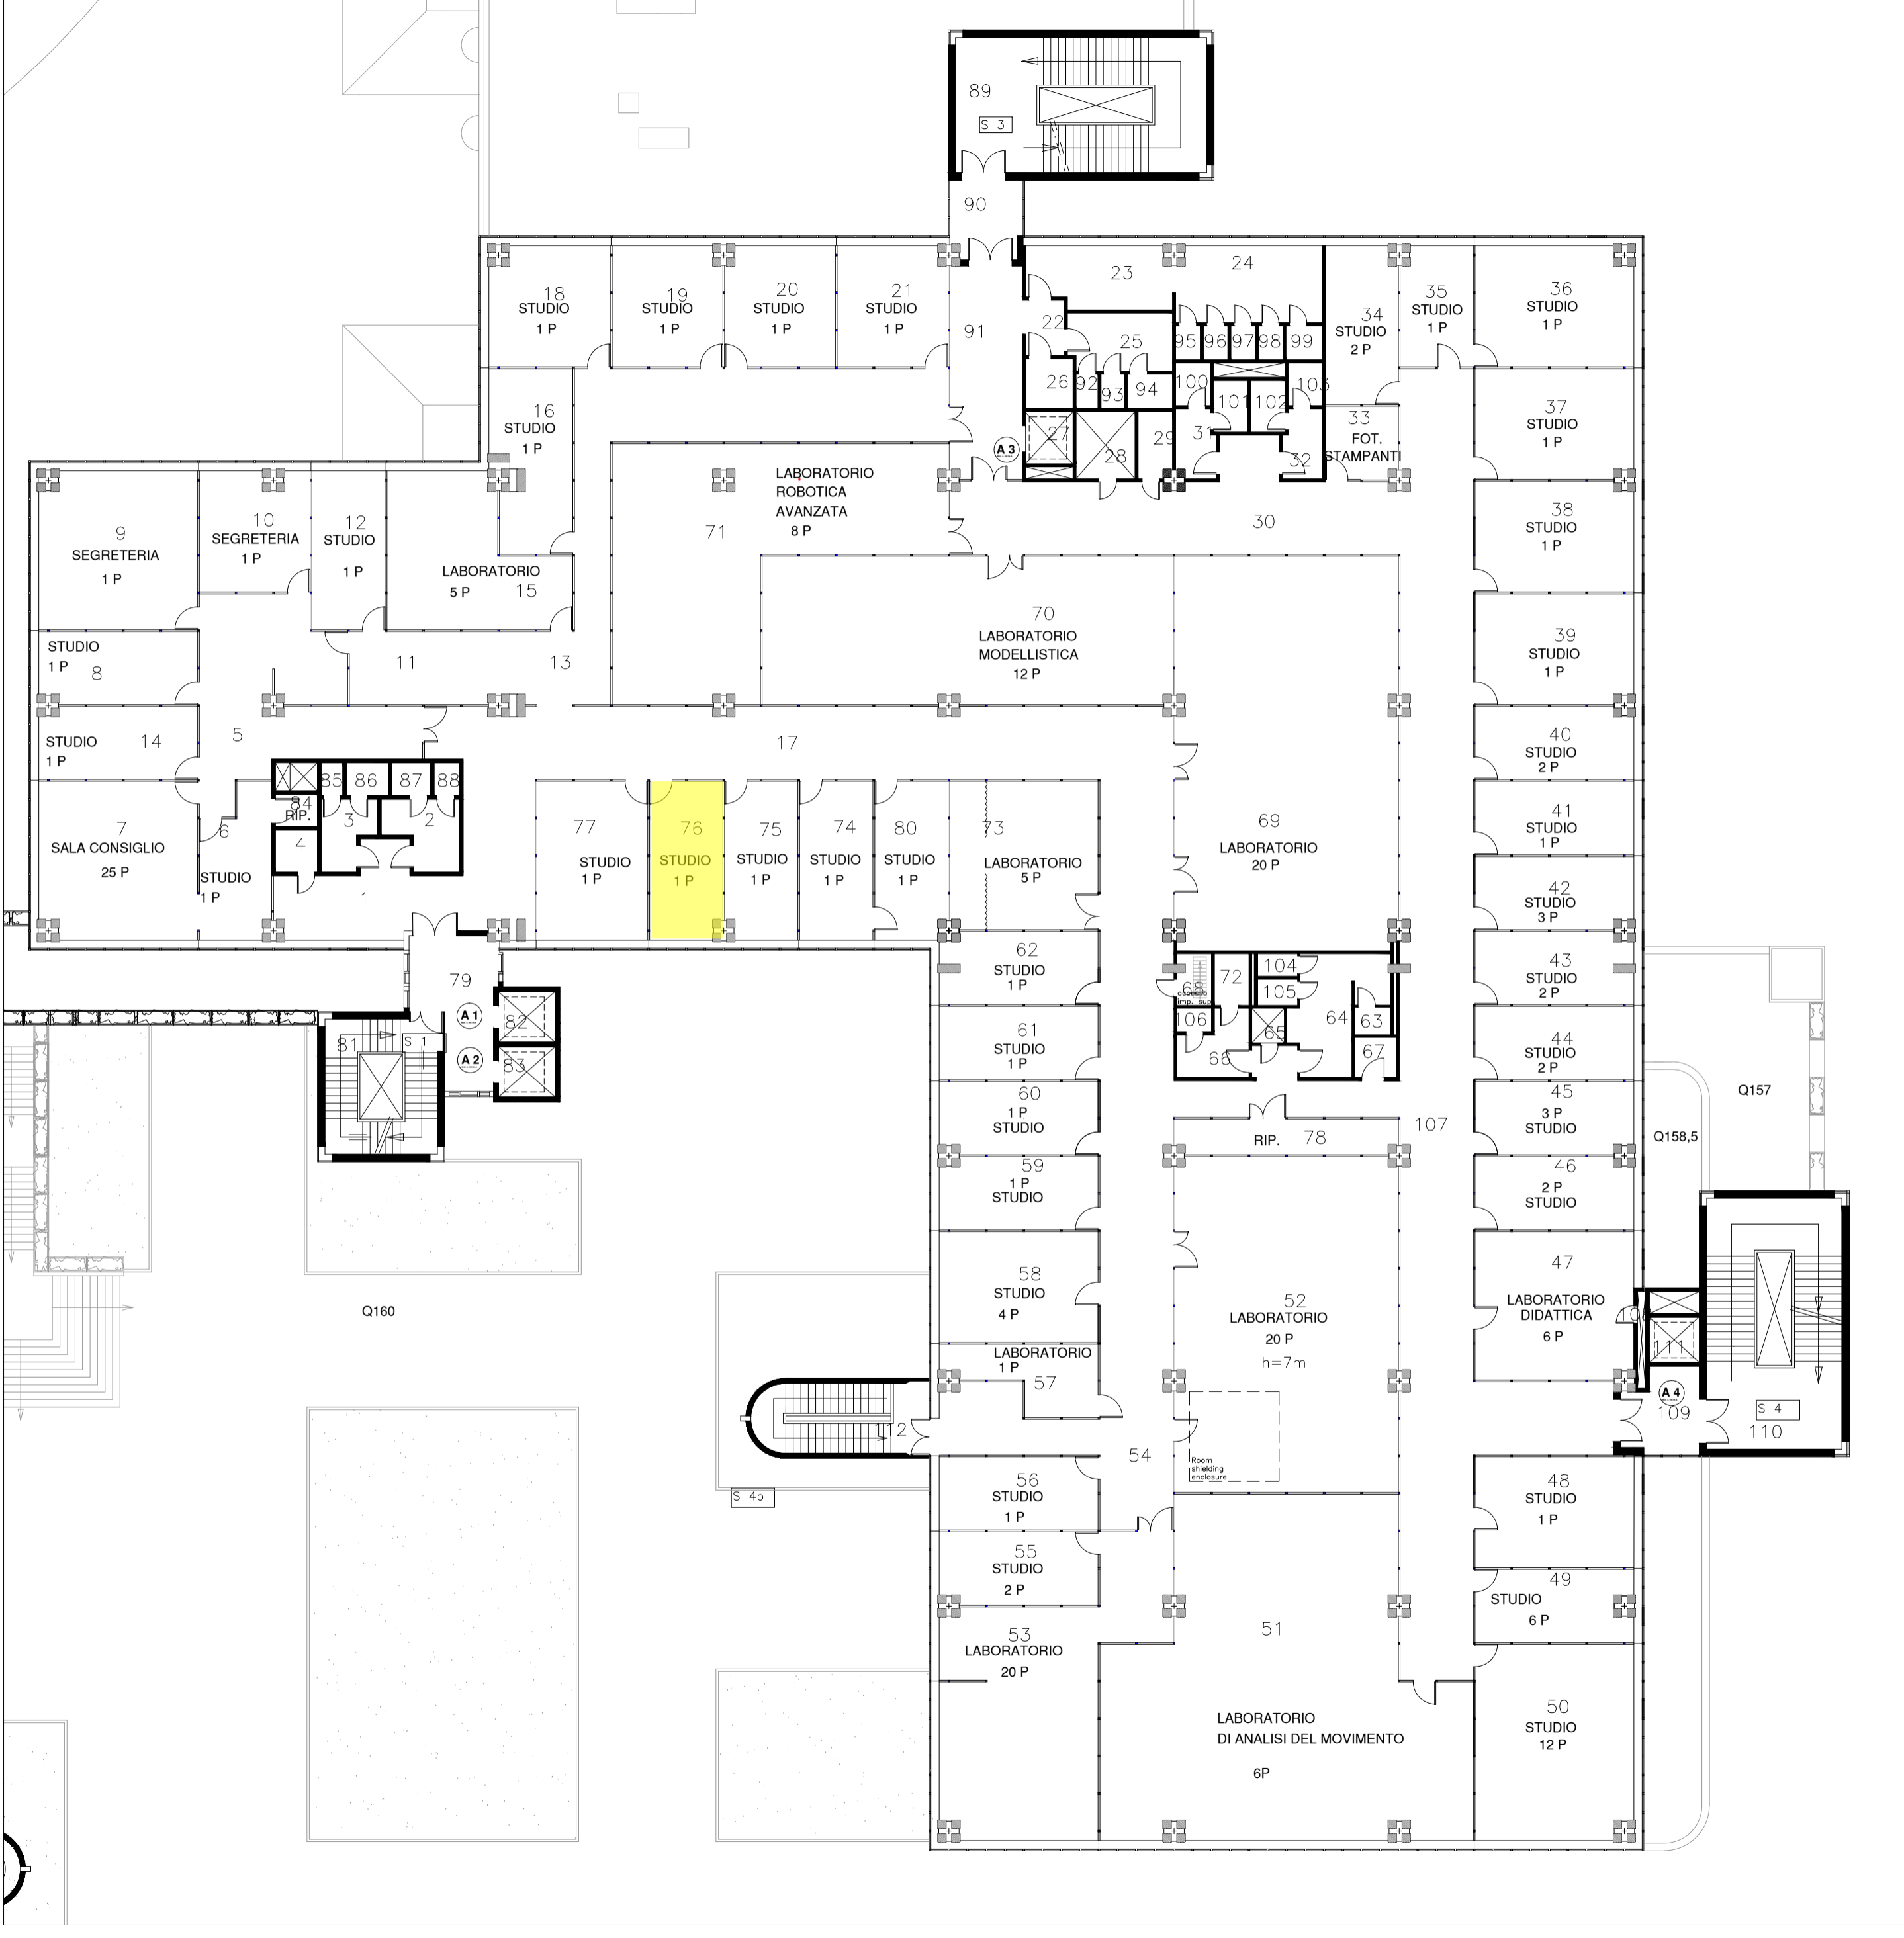 89
S 3
90
18
STUDIO
1 P
19
STUDIO
1 P
20
STUDIO
1 P
21
STUDIO
1 P
91
22
23
24
25
26
92
93
94
95
96
97
98
99
100
101
102
103
27
28
29
31
32
A 3
34
STUDIO
2 P
33
FOT.
STAMPANTI
35
STUDIO
1 P
36
STUDIO
1 P
37
STUDIO
1 P
38
STUDIO
1 P
39
STUDIO
1 P
40
STUDIO
2 P
41
STUDIO
1 P
42
STUDIO
3 P
43
STUDIO
2 P
44
STUDIO
2 P
45
3 P
STUDIO
46
2 P
STUDIO
47
LABORATORIO
DIDATTICA
6 P
30
16
STUDIO
1 P
9
SEGRETERIA
1 P
10
SEGRETERIA
1 P
12
STUDIO
1 P
LABORATORIO
5 P
15
71
LABORATORIO
ROBOTICA
AVANZATA
8 P
70
LABORATORIO
MODELLISTICA
12 P
STUDIO
1 P
8
11
13
STUDIO
1 P
14
5
17
7
SALA CONSIGLIO
25 P
6
STUDIO
1 P
84
RIP.
4
85
86
87
88
3
2
1
77
STUDIO
1 P
76
STUDIO
1 P
75
STUDIO
1 P
74
STUDIO
1 P
80
STUDIO
1 P
73
LABORATORIO
5 P
69
LABORATORIO
20 P
79
A 1
A 2
82
83
81
S 1
62
STUDIO
1 P
61
STUDIO
1 P
60
1 P
STUDIO
59
1 P
STUDIO
58
STUDIO
4 P
LABORATORIO
1 P
57
68
72
104
105
106
65
66
64
63
67
107
RIP.
78
52
LABORATORIO
20 P
h=7m
Room
shielding
enclosure
Q157
Q158,5
Q160
111
A 4
109
S 4
110
S 4b
54
56
STUDIO
1 P
55
STUDIO
2 P
53
LABORATORIO
20 P
51
LABORATORIO
DI ANALISI DEL MOVIMENTO
6P
48
STUDIO
1 P
49
STUDIO
6 P
50
STUDIO
12 P